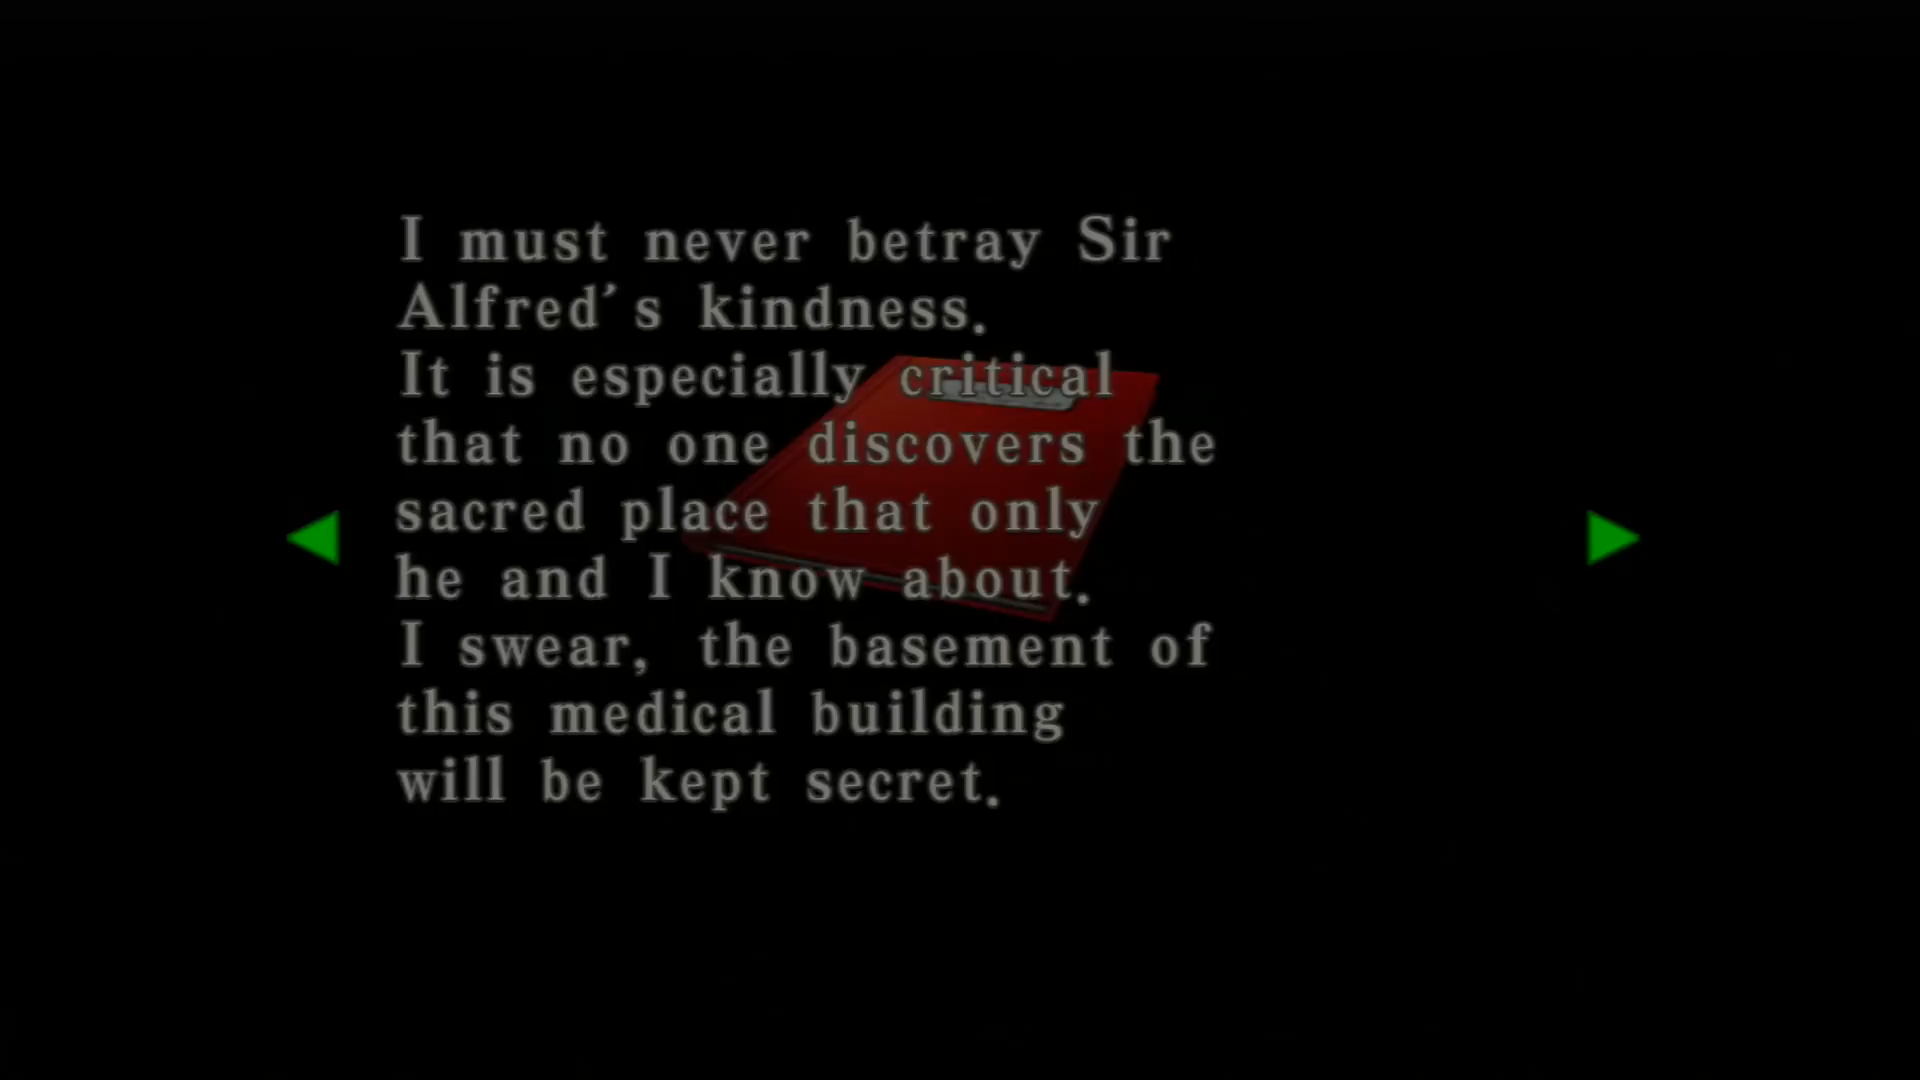 I must never betray Sir
Alfred's kindness.
It is especially critical
that no one discovers the
sacred place that only
he and I know about.
I swear, the basement of
this medical building
will be kept secret.